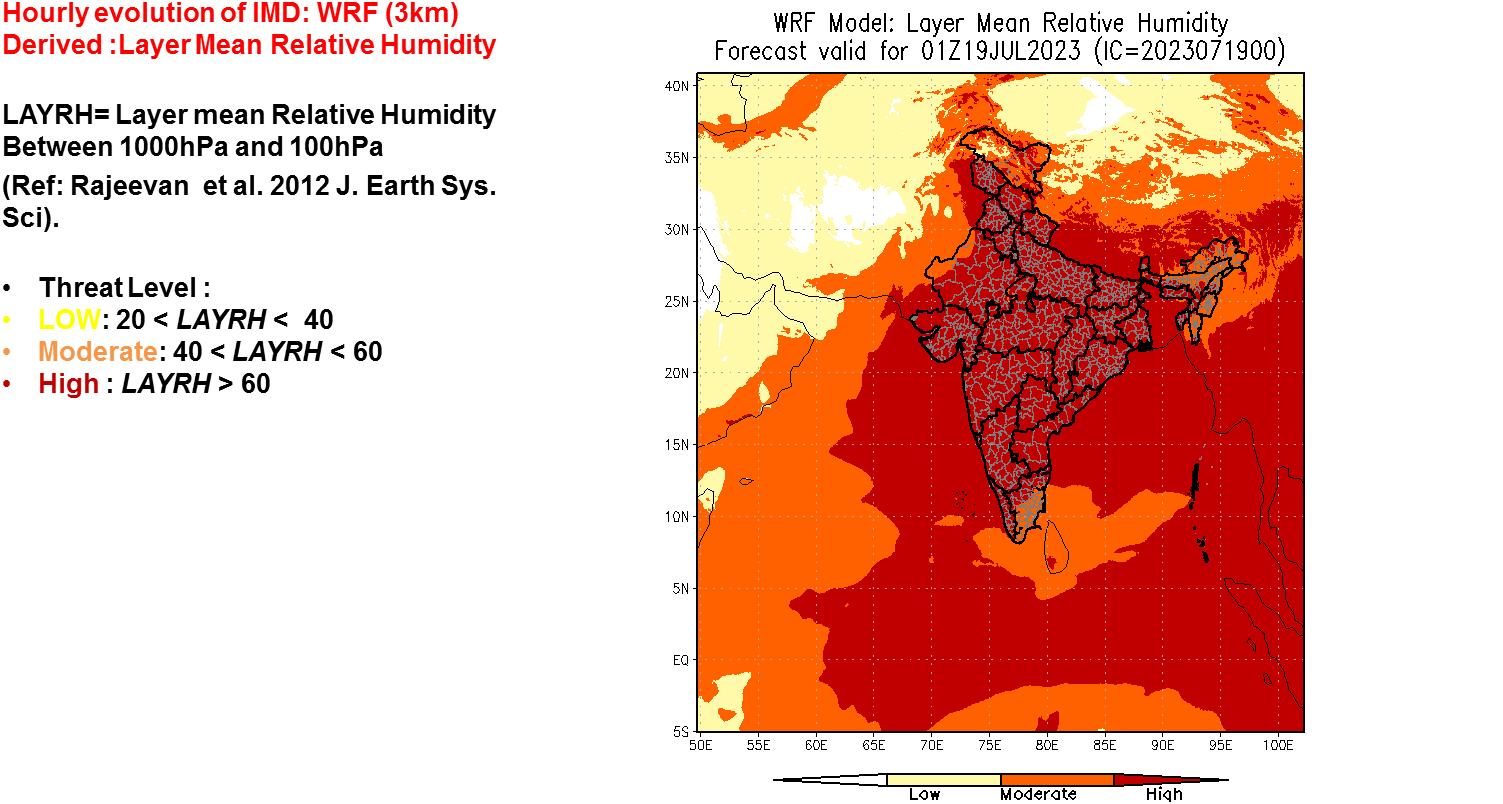 Hourly evolution of IMD: WRF (3km)
Derived :Layer Mean Relative Humidity
LAYRH= Layer mean Relative Humidity
Between 1000hPa and 100hPa
(Ref: Rajeevan et al. 2012 J. Earth Sys.
Sci).
• Threat Level :
• LOW: 20 < LAYRH < 40
• Moderate: 40 < LAYRH < 60
• High : LAYRH > 60
WRF Model: Layer Mean Relative Humidity
Forecast valid for 01Z19JUL2023 (IC=2023071900)
40N
35N
30N
25N
20N
15N
10N
5N
EQ
5S
50E 55E 60E 65E 70E 75E 80E 85E 90E 95E 100E
Low Moderate High